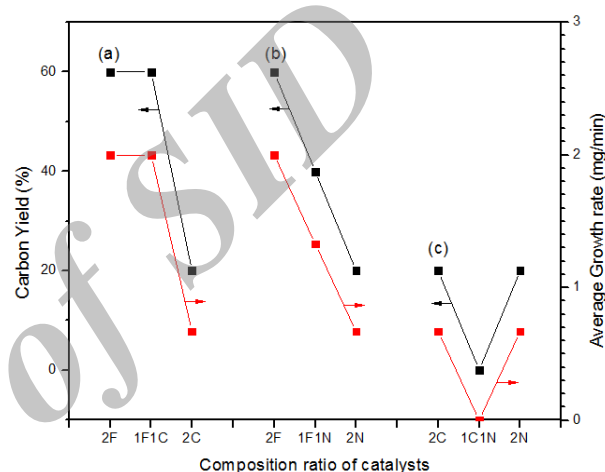 (a)
(b)
(c)
60
40
20
0
3
2
1
0
Carbon Yield (%)
Average Growth rate (mg/min)
2F 1F1C 2C 2F 1F1N 2N 2C 1C1N 2N
Composition ratio of catalysts
of SID